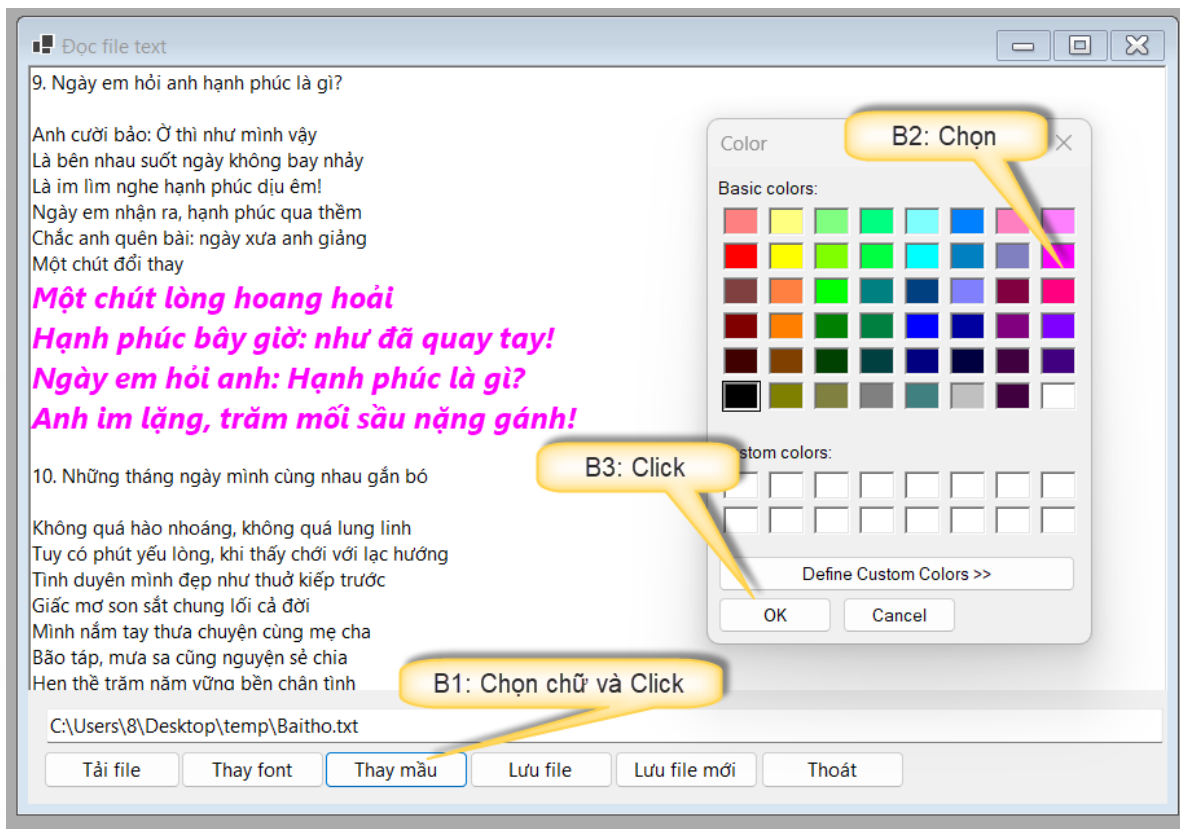 Đọc file text
9. Ngày em hỏi anh hạnh phúc là gì?
Anh cười bảo: Ờ thì như mình vậy
Là bên nhau suốt ngày không bay nhảy
Là im lìm nghe hạnh phúc dịu êm!
Ngày em nhận ra, hạnh phúc qua thềm
Chắc anh quên bài: ngày xưa anh giảng
Một chút đổi thay
Một chút lòng hoang hoải
Hạnh phúc bây giờ: như đã quay tay!
Ngày em hỏi anh: Hạnh phúc là gì?
Anh im lặng, trăm mối sầu nặng gánh!
10. Những tháng ngày mình cùng nhau gắn bó
Không quá hào nhoáng, không quá lung linh
Tuy có phút yếu lòng, khi thấy chới với lạc hướng
Tình duyên mình đẹp như thuở kiếp trước
Giấc mơ son sắt chung lối cả đời
Mình nắm tay thưa chuyện cùng mẹ cha
Bão táp, mưa sa cũng nguyện sẻ chia
Hẹn thề trăm năm vững bền chân tình
Color
B2: Chọn
Basic colors:
B3: Click
stom colors:
Define Custom Colors >>
OK
Cancel
B1: Chọn chữ và Click
C:\Users\8\Desktop\temp\Baitho.txt
Tải file
Thay font
Thay mầu
Lưu file
Lưu file mới
Thoát